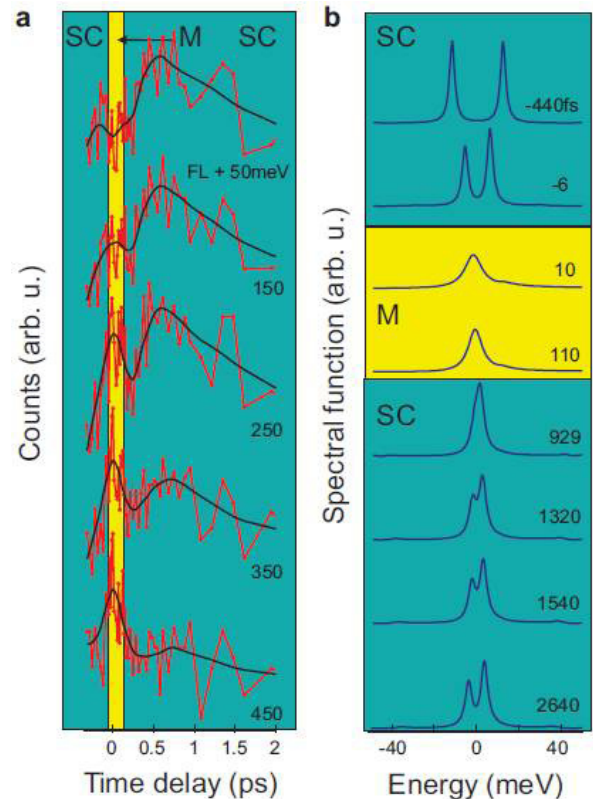 a
SC M SC
FL + 50meV
150
250
350
450
Counts (arb. u.)
0 0.5 1 1.5 2
Time delay (ps)
b
SC
-440fs
-6
10
M
110
SC
929
1320
1540
2640
Spectral function (arb. u.)
-40 0 40
Energy (meV)